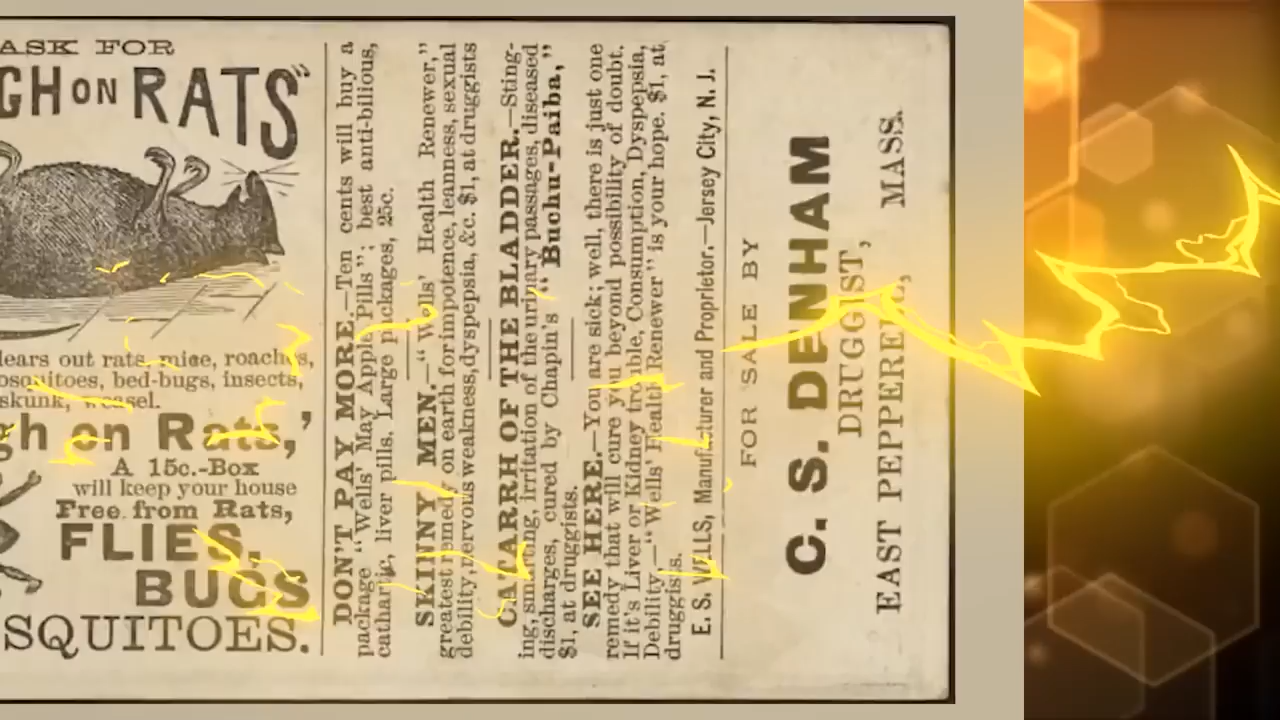 ASK FOR
GH ON RATS"
lears out rats, mice, roaches,
osquitoes, bed-bugs, insects,
skunk, weasel.
gh on Rats,'
A 15c.-Box
will keep your house
Free from Rats,
FLIES,
BUGS
SQUITOES.
DON'T PAY MORE.—Ten cents will buy a
package "Wells' May Apple Pills"; best anti-bilious,
cathartic, liver pills. Large packages, 25c.
SKINNY MEN.—"Wells' Health Renewer,"
greatest remedy on earth for impotence, leanness, sexual
debility, nervous weakness, dyspepsia, &c. $1, at druggists
CATARRH OF THE BLADDER.—Sting-
ing, smarting, irritation of the urinary passages, diseased
discharges, cured by Chapin's "Buchu-Paiba,"
$1, at druggists.
SEE HERE.—You are sick; well, there is just one
remedy that will cure you beyond possibility of doubt.
If it's Liver or Kidney trouble, Consumption, Dyspepsia,
Debility,—"Wells' Health Renewer" is your hope. $1, at
druggists.
E. S. WELLS, Manufacturer and Proprietor.—Jersey City, N. J.
FOR SALE BY
C. S. DENHAM
DRUGGIST,
EAST PEPPERELL, MASS.